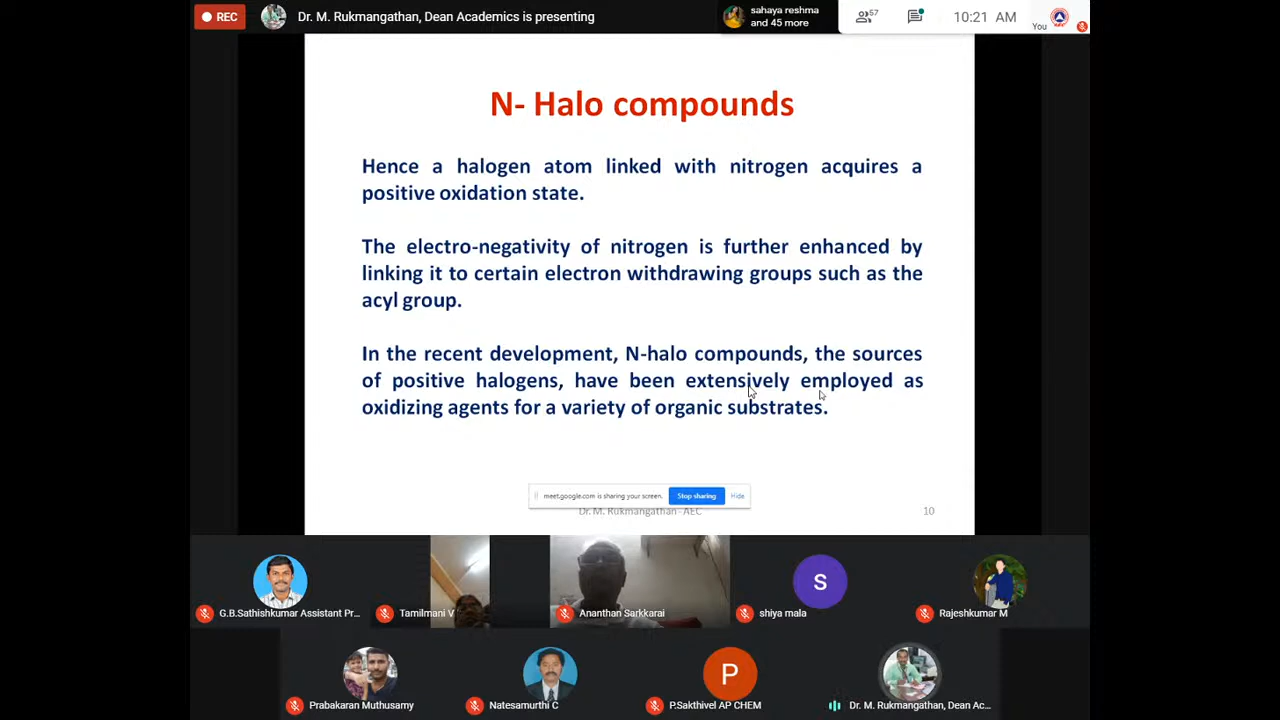 REC
Dr. M. Rukmangathan, Dean Academics is presenting
sahaya reshma
and 45 more
57
10:21 AM
You
N- Halo compounds
Hence a halogen atom linked with nitrogen acquires a
positive oxidation state.
The electro-negativity of nitrogen is further enhanced by
linking it to certain electron withdrawing groups such as the
acyl group.
In the recent development, N-halo compounds, the sources
of positive halogens, have been extensively employed as
oxidizing agents for a variety of organic substrates.
meet.google.com is sharing your screen.
Stop sharing
Hide
Dr. M. Rukmangathan - AEC
10
G.B.Sathishkumar Assistant Pr...
Tamilmani V
Ananthan Sarkkarai
S
shiya mala
Rajeshkumar M
Prabakaran Muthusamy
Natesamurthi C
P
P.Sakthivel AP CHEM
Dr. M. Rukmangathan, Dean Ac...